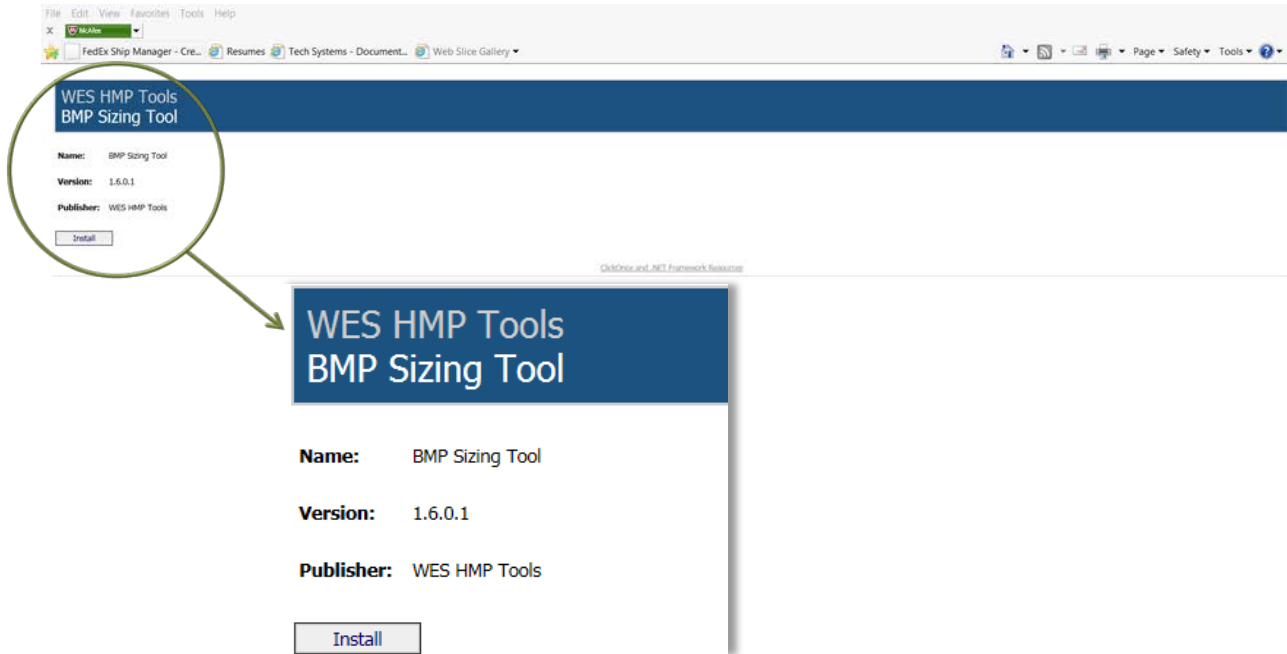 File Edit View Favorites Tools Help
X McAfee
FedEx Ship Manager - Cre... Resumes Tech Systems - Document... Web Slice Gallery Page Safety Tools
WES HMP Tools
BMP Sizing Tool
Name: BMP Sizing Tool
Version: 1.6.0.1
Publisher: WES HMP Tools
Install
ClickOnce and .NET Framework Resources
WES HMP Tools
BMP Sizing Tool
Name: BMP Sizing Tool
Version: 1.6.0.1
Publisher: WES HMP Tools
Install